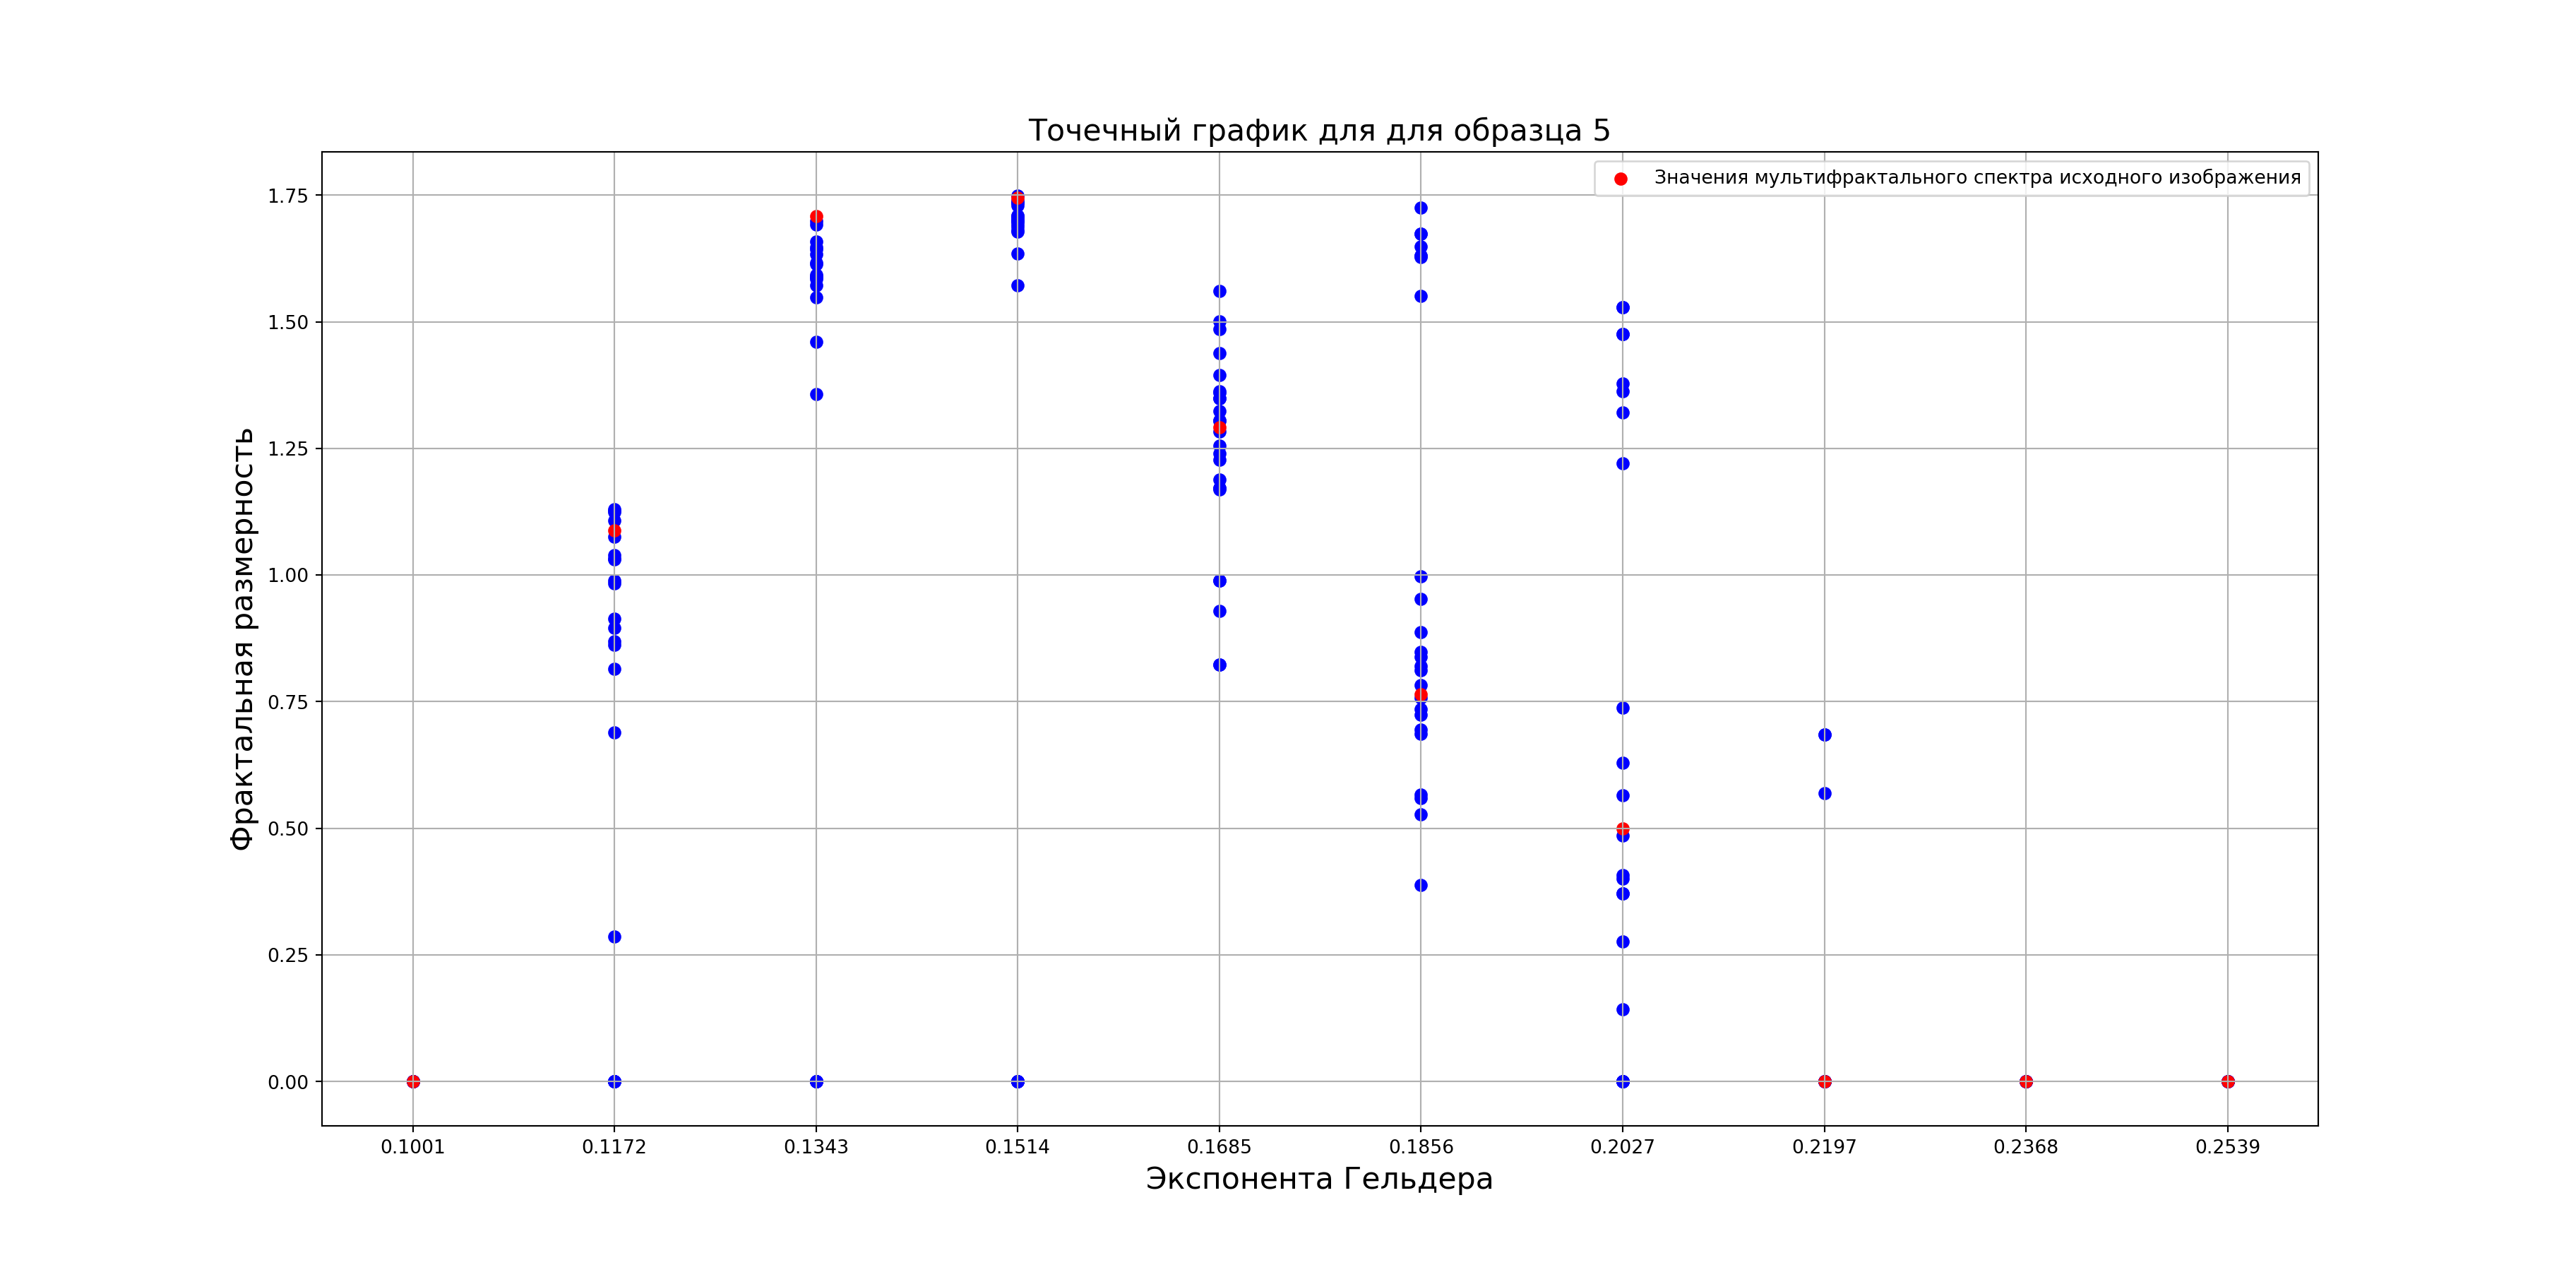 Точечный график для для образца 5
Значения мультифрактального спектра исходного изображения
Фрактальная размерность
1.75
1.50
1.25
1.00
0.75
0.50
0.25
0.00
0.1001 0.1172 0.1343 0.1514 0.1685 0.1856 0.2027 0.2197 0.2368 0.2539
Экспонента Гельдера